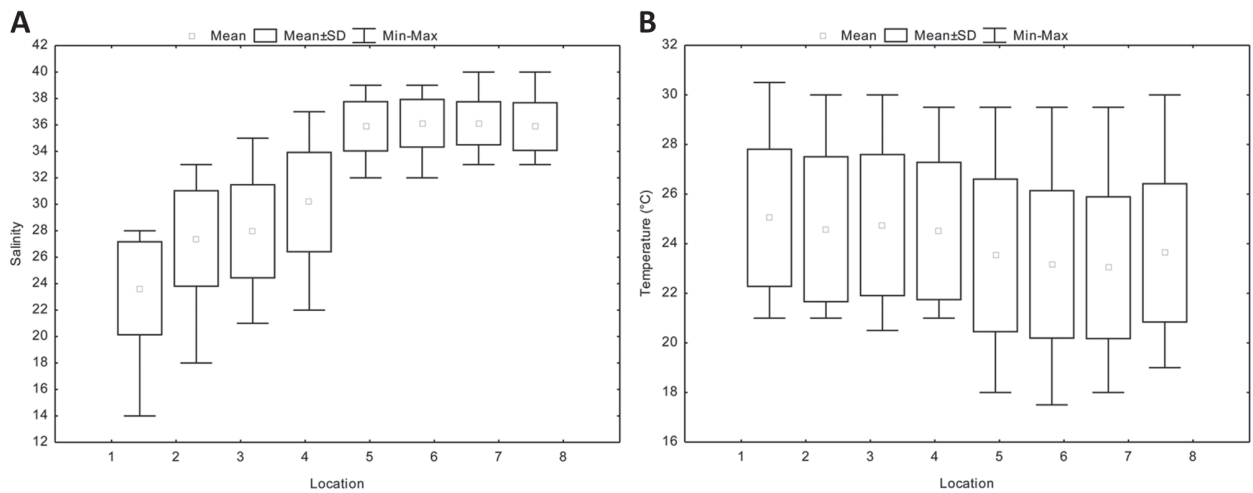 A
Mean Mean±SD Min-Max
42
40
38
36
34
32
30
28
26
24
22
20
18
16
14
12
Salinity
1 2 3 4 5 6 7 8
Location
B
Mean Mean±SD Min-Max
32
30
28
26
24
22
20
18
16
Temperature (°C)
1 2 3 4 5 6 7 8
Location